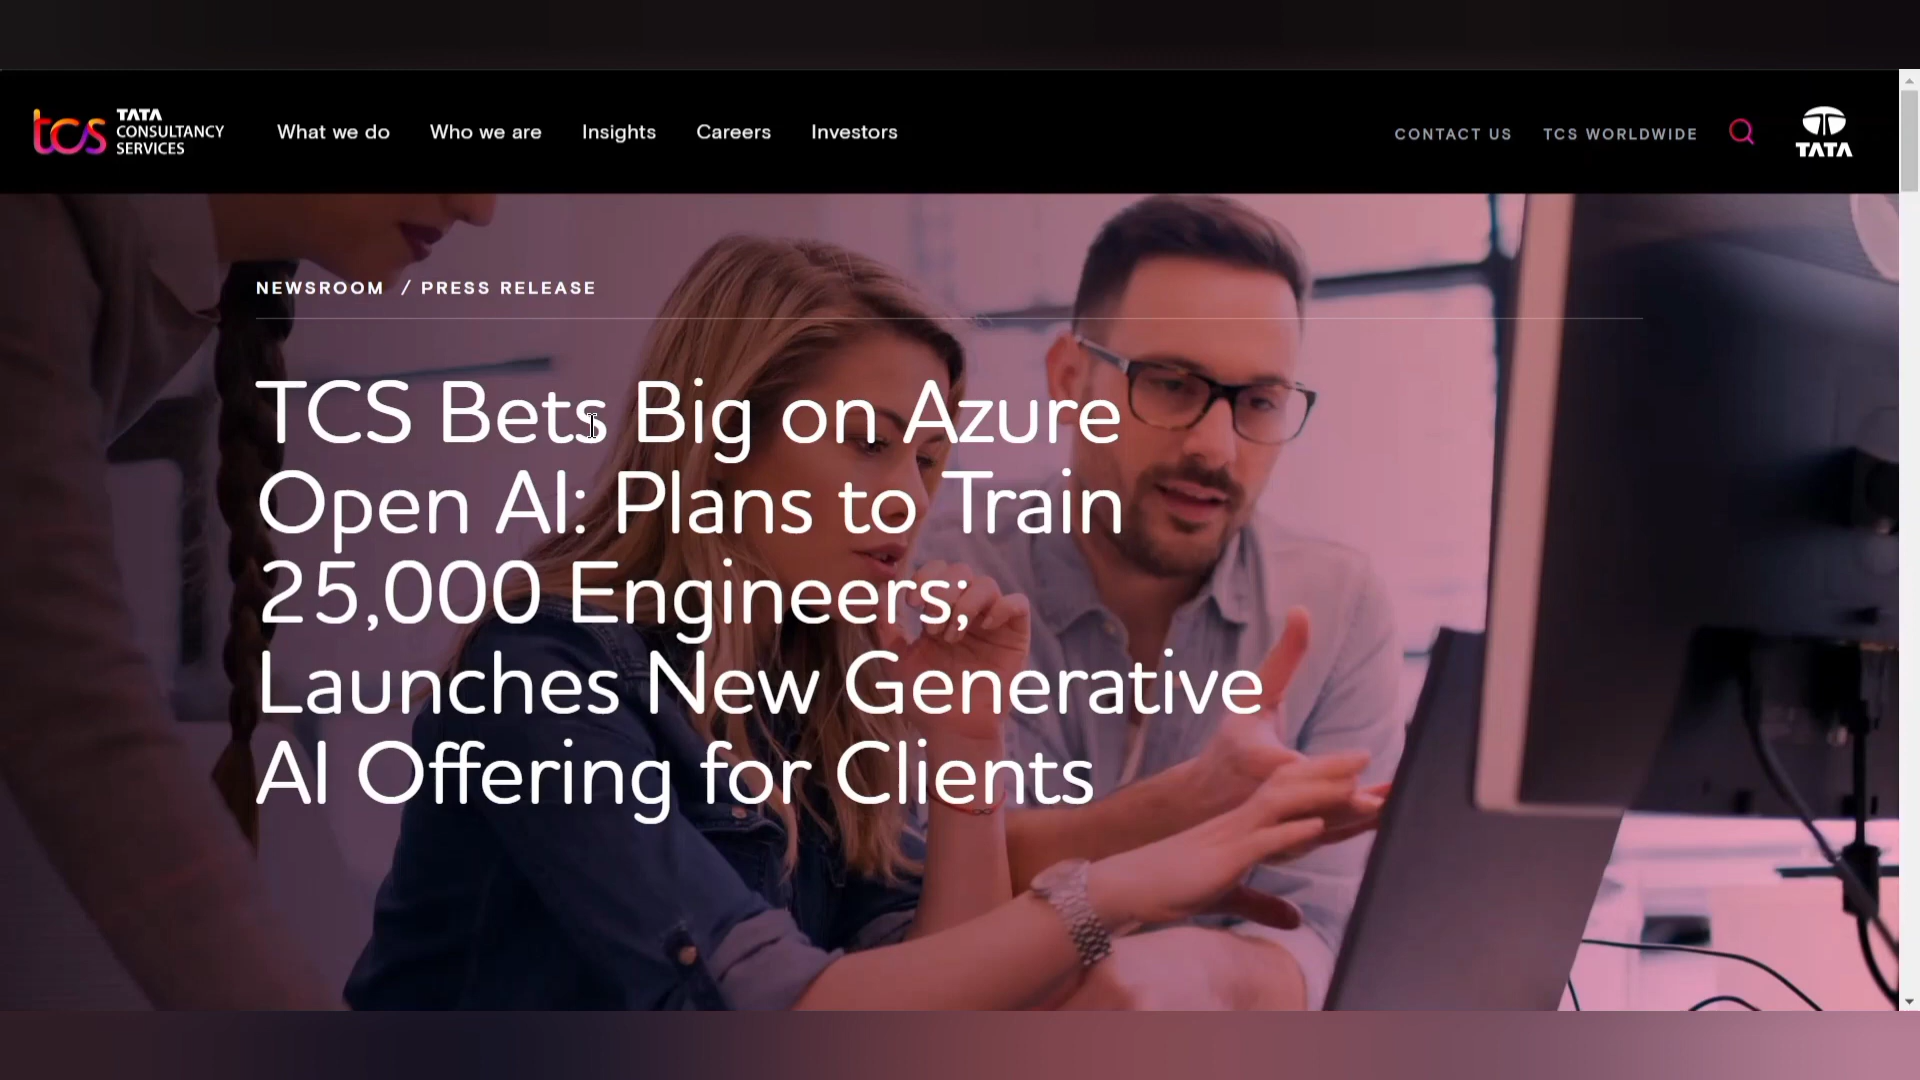 tcs TATA
CONSULTANCY
SERVICES
What we do Who we are Insights Careers Investors
CONTACT US TCS WORLDWIDE
TATA
NEWSROOM / PRESS RELEASE
TCS Bets Big on Azure
Open AI: Plans to Train
25,000 Engineers;
Launches New Generative
AI Offering for Clients